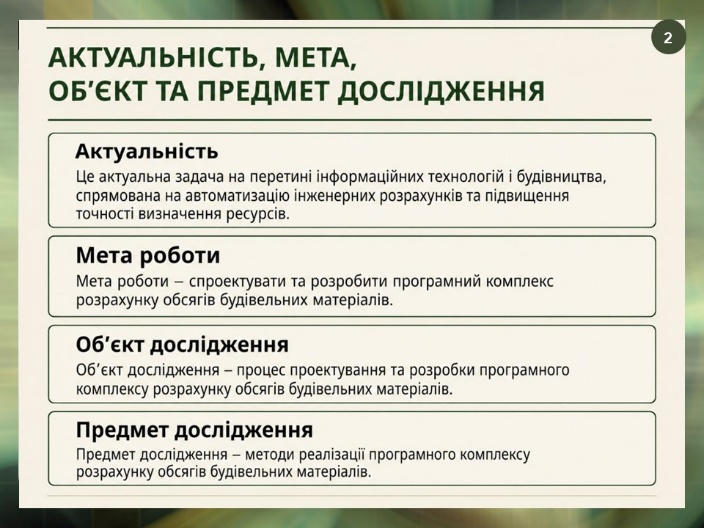 2
АКТУАЛЬНІСТЬ, МЕТА,
ОБ’ЄКТ ТА ПРЕДМЕТ ДОСЛІДЖЕННЯ
Актуальність
Це актуальна задача на перетині інформаційних технологій і будівництва,
спрямована на автоматизацію інженерних розрахунків та підвищення
точності визначення ресурсів.
Мета роботи
Мета роботи – спроектувати та розробити програмний комплекс
розрахунку обсягів будівельних матеріалів.
Об’єкт дослідження
Об’єкт дослідження – процес проектування та розробки програмного
комплексу розрахунку обсягів будівельних матеріалів.
Предмет дослідження
Предмет дослідження – методи реалізації програмного комплексу
розрахунку обсягів будівельних матеріалів.